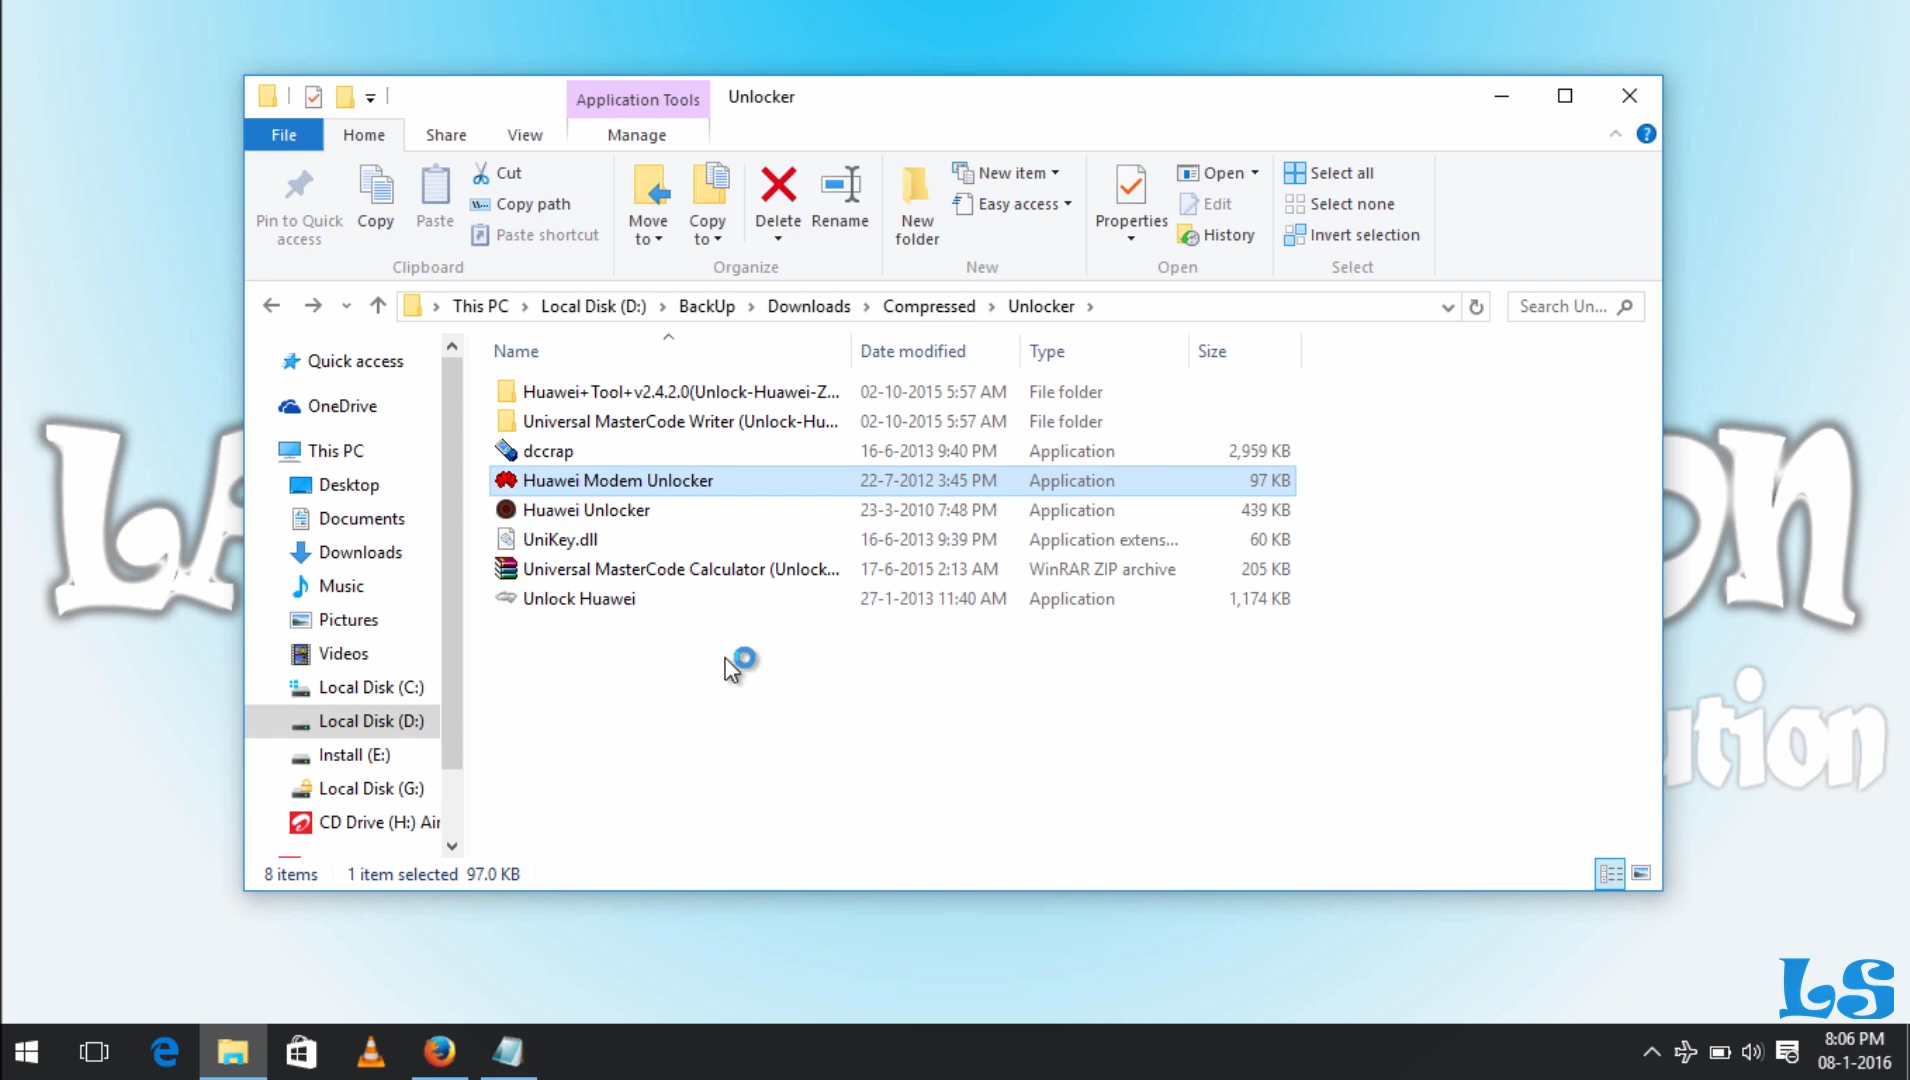 Application Tools
Unlocker
File
Home
Share
View
Manage
Pin to Quick access
Copy
Paste
Cut
Copy path
Paste shortcut
Clipboard
Move to
Copy to
Delete
Rename
Organize
New folder
New item
Easy access
New
Properties
Open
Edit
History
Open
Select all
Select none
Invert selection
Select
This PC
Local Disk (D:)
BackUp
Downloads
Compressed
Unlocker
Search Un...
Quick access
OneDrive
This PC
Desktop
Documents
Downloads
Music
Pictures
Videos
Local Disk (C:)
Local Disk (D:)
Install (E:)
Local Disk (G:)
CD Drive (H:) Air
Name Date modified Type Size
Huawei+Tool+v2.4.2.0(Unlock-Huawei-Z... 02-10-2015 5:57 AM File folder
Universal MasterCode Writer (Unlock-Hu... 02-10-2015 5:57 AM File folder
dccrap 16-6-2013 9:40 PM Application 2,959 KB
Huawei Modem Unlocker 22-7-2012 3:45 PM Application 97 KB
Huawei Unlocker 23-3-2010 7:48 PM Application 439 KB
UniKey.dll 16-6-2013 9:39 PM Application extens... 60 KB
Universal MasterCode Calculator (Unlock... 17-6-2015 2:13 AM WinRAR ZIP archive 205 KB
Unlock Huawei 27-1-2013 11:40 AM Application 1,174 KB
8 items 1 item selected 97.0 KB
LS
8:06 PM
08-1-2016